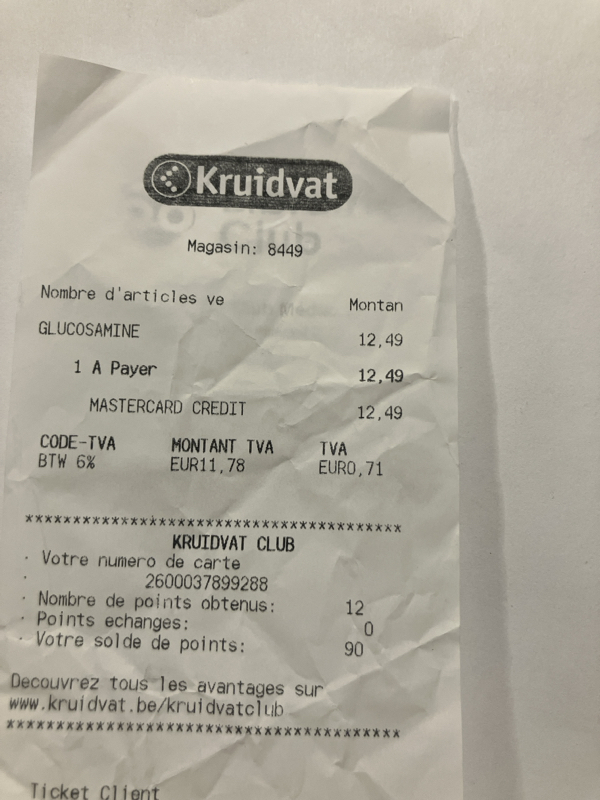 Kruidvat
Magasin: 8449
Nombre d'articles ve Montan
GLUCOSAMINE 12,49
1 A Payer 12,49
MASTERCARD CREDIT 12,49
CODE-TVA MONTANT TVA TVA
BTW 6% EUR11,78 EUR0,71
****************************************
KRUIDVAT CLUB
· Votre numero de carte
· 2600037899288
· Nombre de points obtenus: 12
· Points echanges: 0
· Votre solde de points: 90
Decouvrez tous les avantages sur
www.kruidvat.be/kruidvatclub
****************************************
Ticket Client